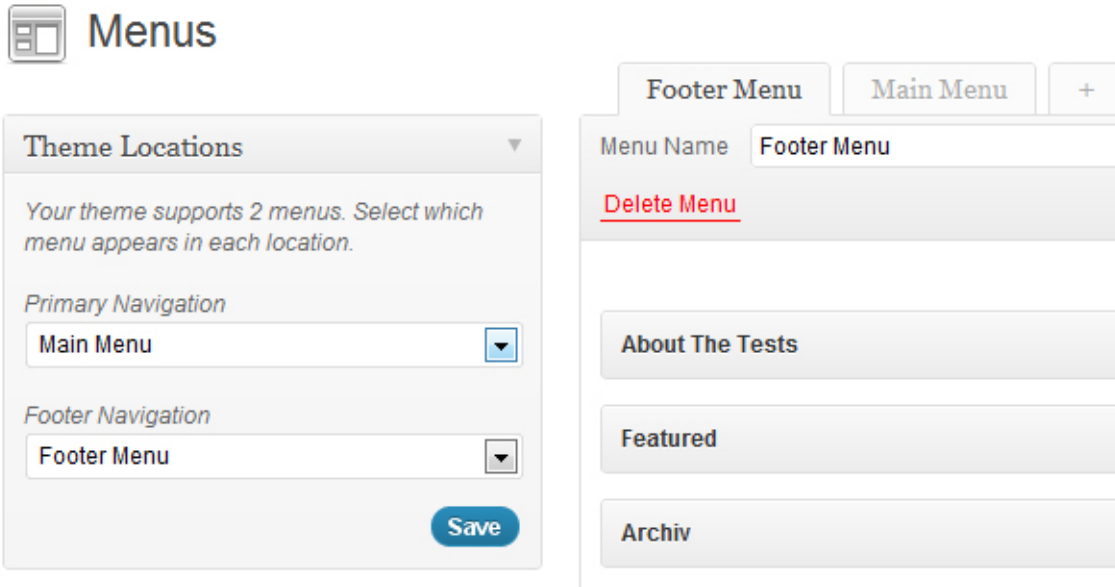 Menus
Footer Menu
Main Menu
+
Theme Locations
Menu Name
Footer Menu
Your theme supports 2 menus. Select which
menu appears in each location.
Delete Menu
Primary Navigation
Main Menu
About The Tests
Footer Navigation
Footer Menu
Featured
Save
Archiv